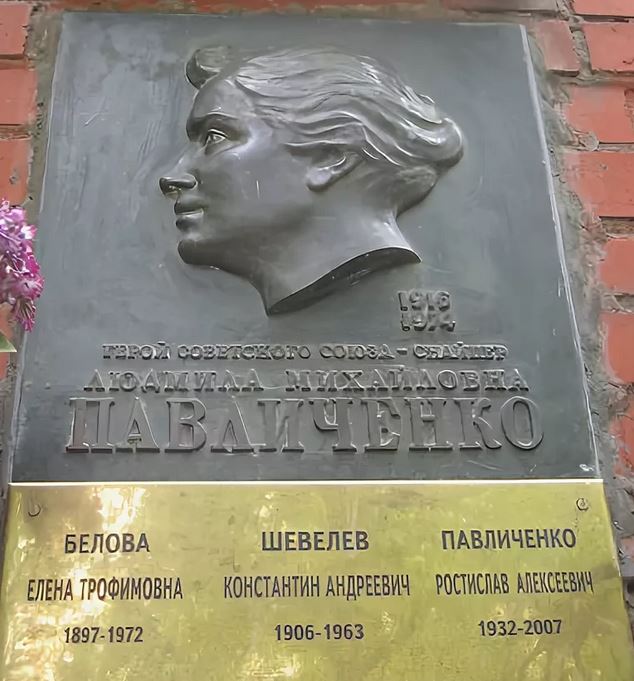 1916
1974
ГЕРОЙ СОВЕТСКОГО СОЮЗА - СНАЙПЕР
ЛЮДМИЛА МИХАЙЛОВНА
ПАВЛИЧЕНКО
БЕЛОВА ШЕВЕЛЕВ ПАВЛИЧЕНКО
ЕЛЕНА ТРОФИМОВНА КОНСТАНТИН АНДРЕЕВИЧ РОСТИСЛАВ АЛЕКСЕЕВИЧ
1897-1972 1906-1963 1932-2007